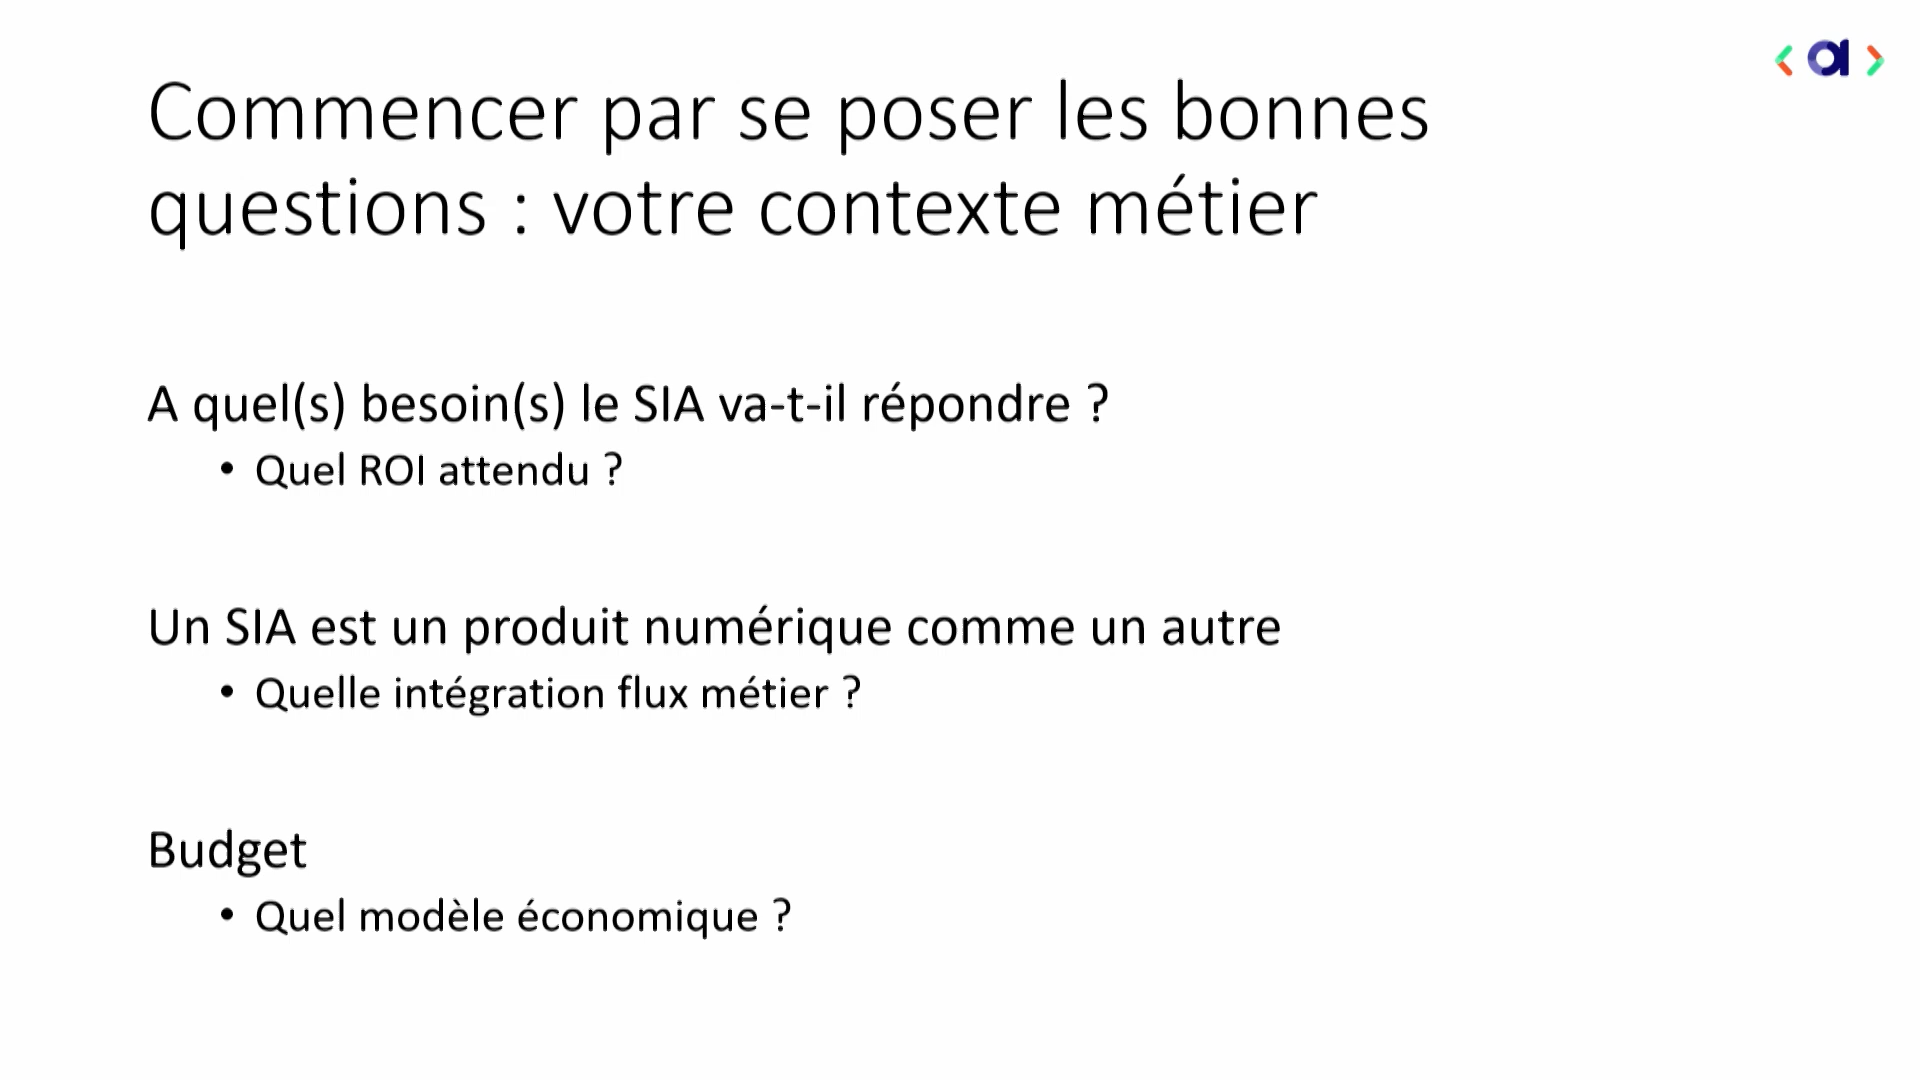 Commencer par se poser les bonnes
questions : votre contexte métier
A quel(s) besoin(s) le SIA va-t-il répondre ?
• Quel ROI attendu ?
Un SIA est un produit numérique comme un autre
• Quelle intégration flux métier ?
Budget
• Quel modèle économique ?